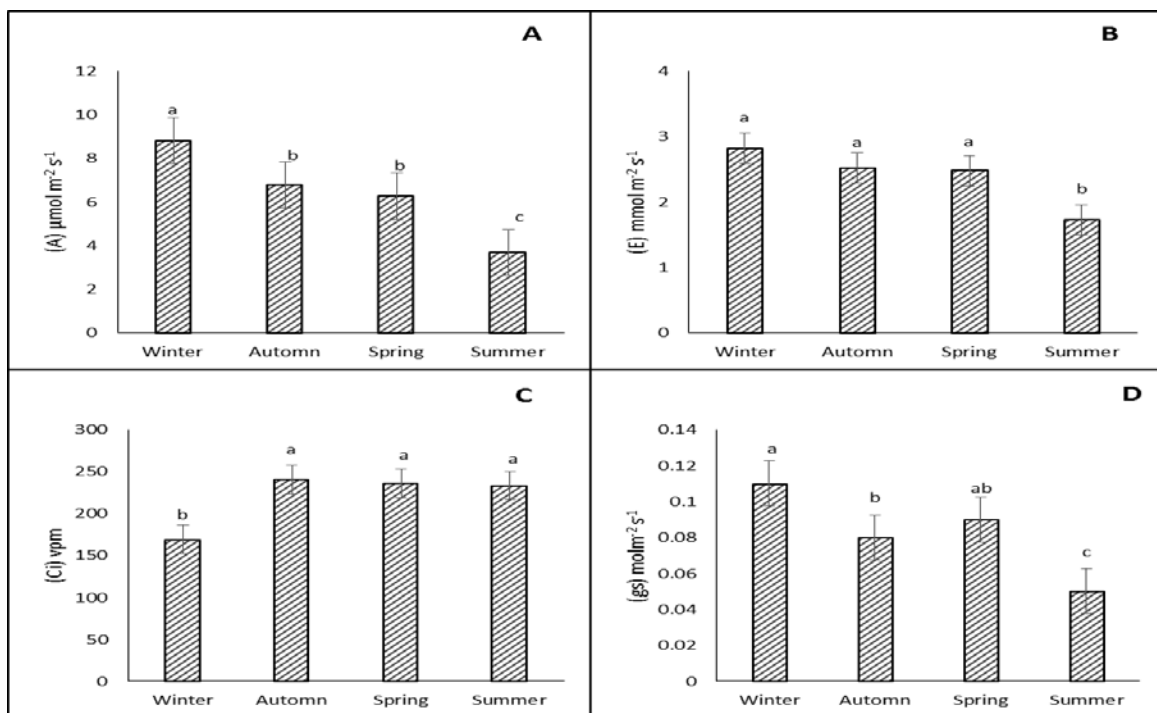 A
12
10
8
6
4
2
0
(A) µmol m-2 s-1
a
b
b
c
Winter Automn Spring Summer
B
4
3
2
1
0
(E) mmol m-2 s-1
a
a
a
b
Winter Automn Spring Summer
C
300
250
200
150
100
50
0
(Ci) vpm
b
a
a
a
Winter Automn Spring Summer
D
0.14
0.12
0.1
0.08
0.06
0.04
0.02
0
(gs) molm-2 s-1
a
b
ab
c
Winter Automn Spring Summer